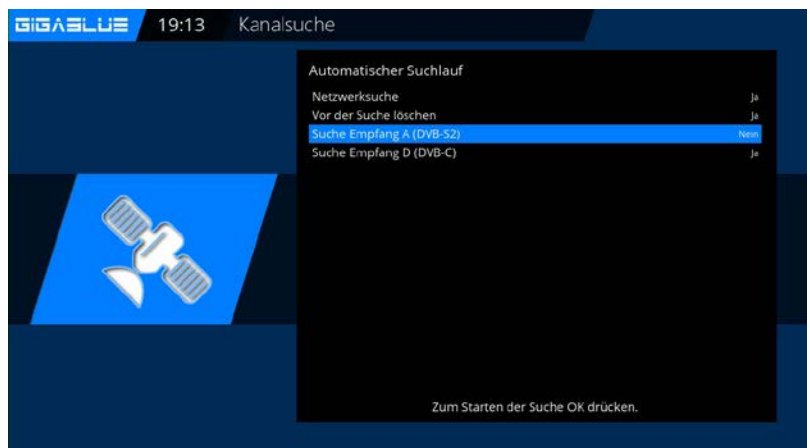 GIGABLUE 19:13 Kanalsuche
Automatischer Suchlauf
Netzwerksuche Ja
Vor der Suche löschen Ja
Suche Empfang A (DVB-S2) Nein
Suche Empfang D (DVB-C) Ja
Zum Starten der Suche OK drücken.